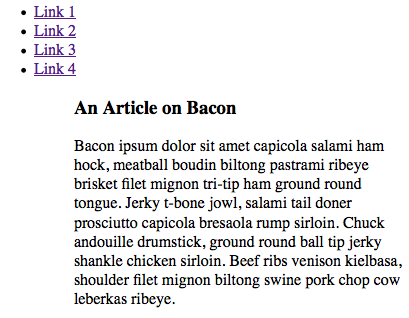 Link 1
Link 2
Link 3
Link 4
An Article on Bacon
Bacon ipsum dolor sit amet capicola salami ham
hock, meatball boudin biltong pastrami ribeye
brisket filet mignon tri-tip ham ground round
tongue. Jerky t-bone jowl, salami tail doner
prosciutto capicola bresaola rump sirloin. Chuck
andouille drumstick, ground round ball tip jerky
shankle chicken sirloin. Beef ribs venison kielbasa,
shoulder filet mignon biltong swine pork chop cow
leberkas ribeye.